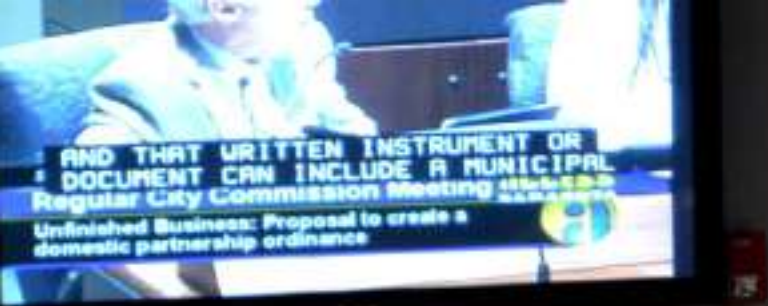 AND THAT WRITTEN INSTRUMENT OR
DOCUMENT CAN INCLUDE A MUNICIPAL
Regular City Commission Meeting
Unfinished Business: Proposal to create a
domestic partnership ordinance